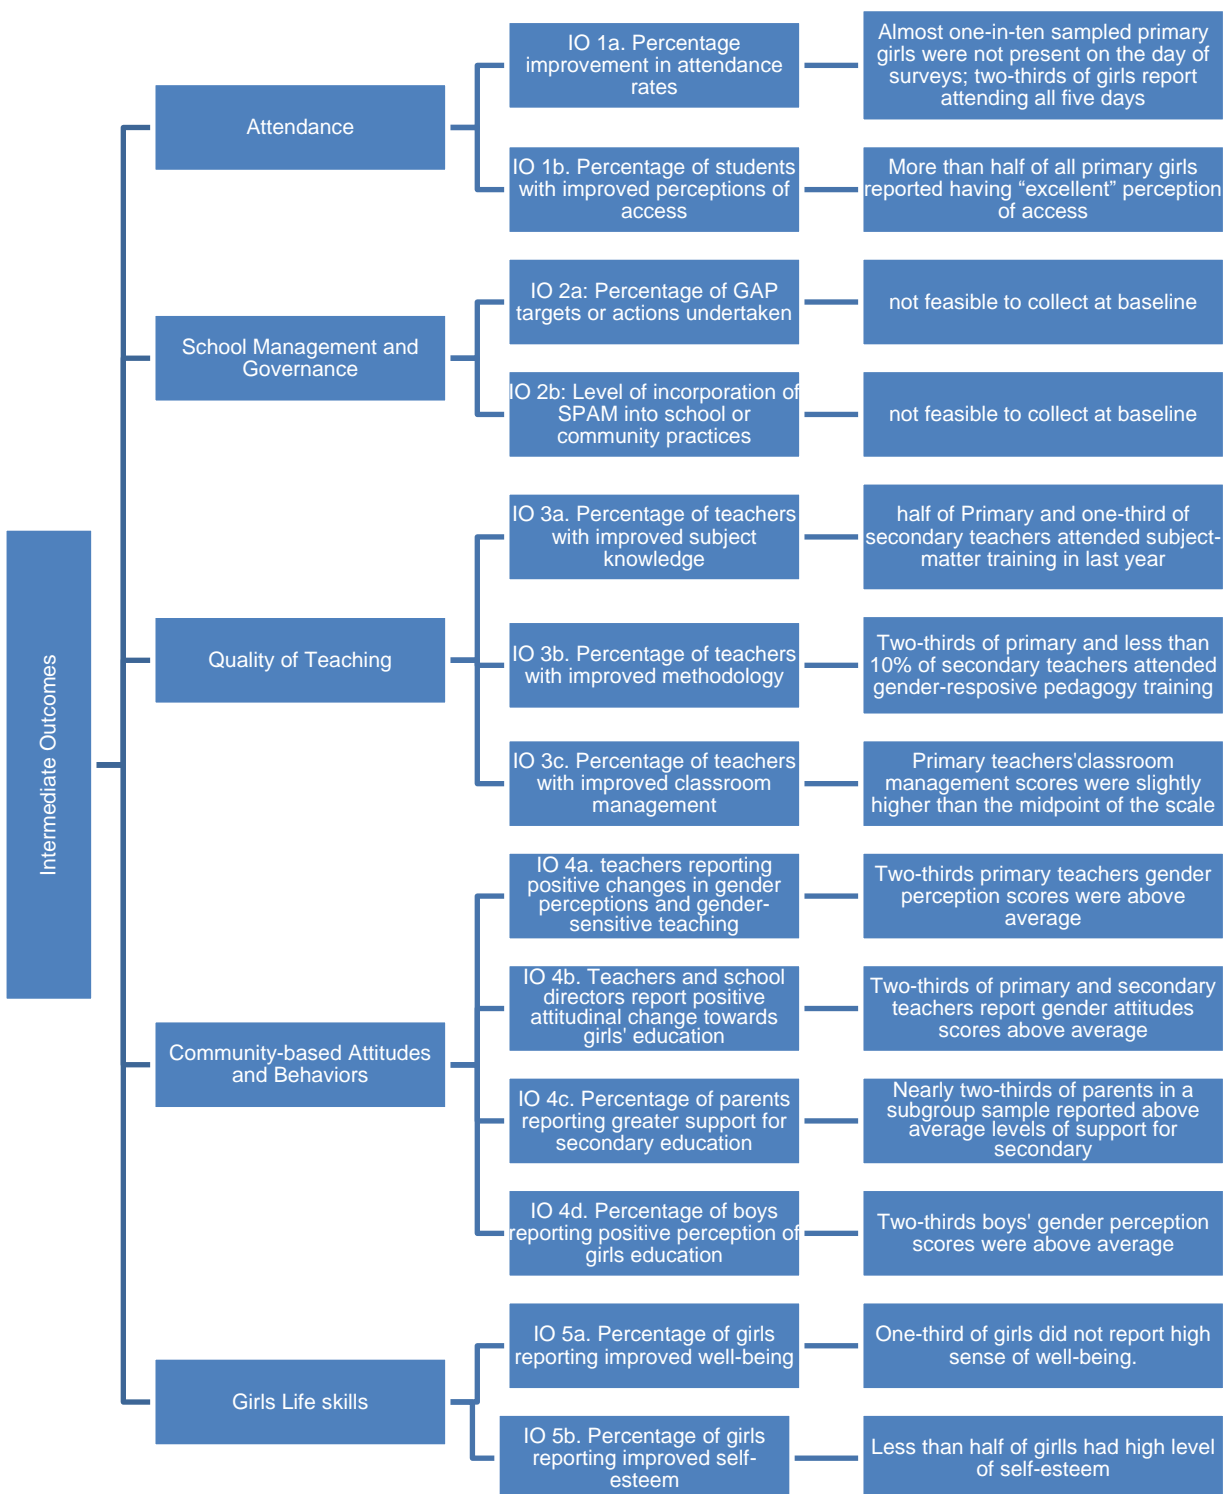 Intermediate Outcomes
Attendance
IO 1a. Percentage
improvement in attendance
rates
Almost one-in-ten sampled primary
girls were not present on the day of
surveys; two-thirds of girls report
attending all five days
IO 1b. Percentage of students
with improved perceptions of
access
More than half of all primary girls
reported having “excellent” perception
of access
School Management and
Governance
IO 2a: Percentage of GAP
targets or actions undertaken
not feasible to collect at baseline
IO 2b: Level of incorporation of
SPAM into school or
community practices
not feasible to collect at baseline
Quality of Teaching
IO 3a. Percentage of teachers
with improved subject
knowledge
half of Primary and one-third of
secondary teachers attended subject-
matter training in last year
IO 3b. Percentage of teachers
with improved methodology
Two-thirds of primary and less than
10% of secondary teachers attended
gender-resposive pedagogy training
IO 3c. Percentage of teachers
with improved classroom
management
Primary teachers'classroom
management scores were slightly
higher than the midpoint of the scale
Community-based Attitudes
and Behaviors
IO 4a. teachers reporting
positive changes in gender
perceptions and gender-
sensitive teaching
Two-thirds primary teachers gender
perception scores were above
average
IO 4b. Teachers and school
directors report positive
attitudinal change towards
girls' education
Two-thirds of primary and secondary
teachers report gender attitudes
scores above average
IO 4c. Percentage of parents
reporting greater support for
secondary education
Nearly two-thirds of parents in a
subgroup sample reported above
average levels of support for
secondary
IO 4d. Percentage of boys
reporting positive perception of
girls education
Two-thirds boys' gender perception
scores were above average
Girls Life skills
IO 5a. Percentage of girls
reporting improved well-being
One-third of girls did not report high
sense of well-being.
IO 5b. Percentage of girls
reporting improved self-
esteem
Less than half of girlls had high level
of self-esteem